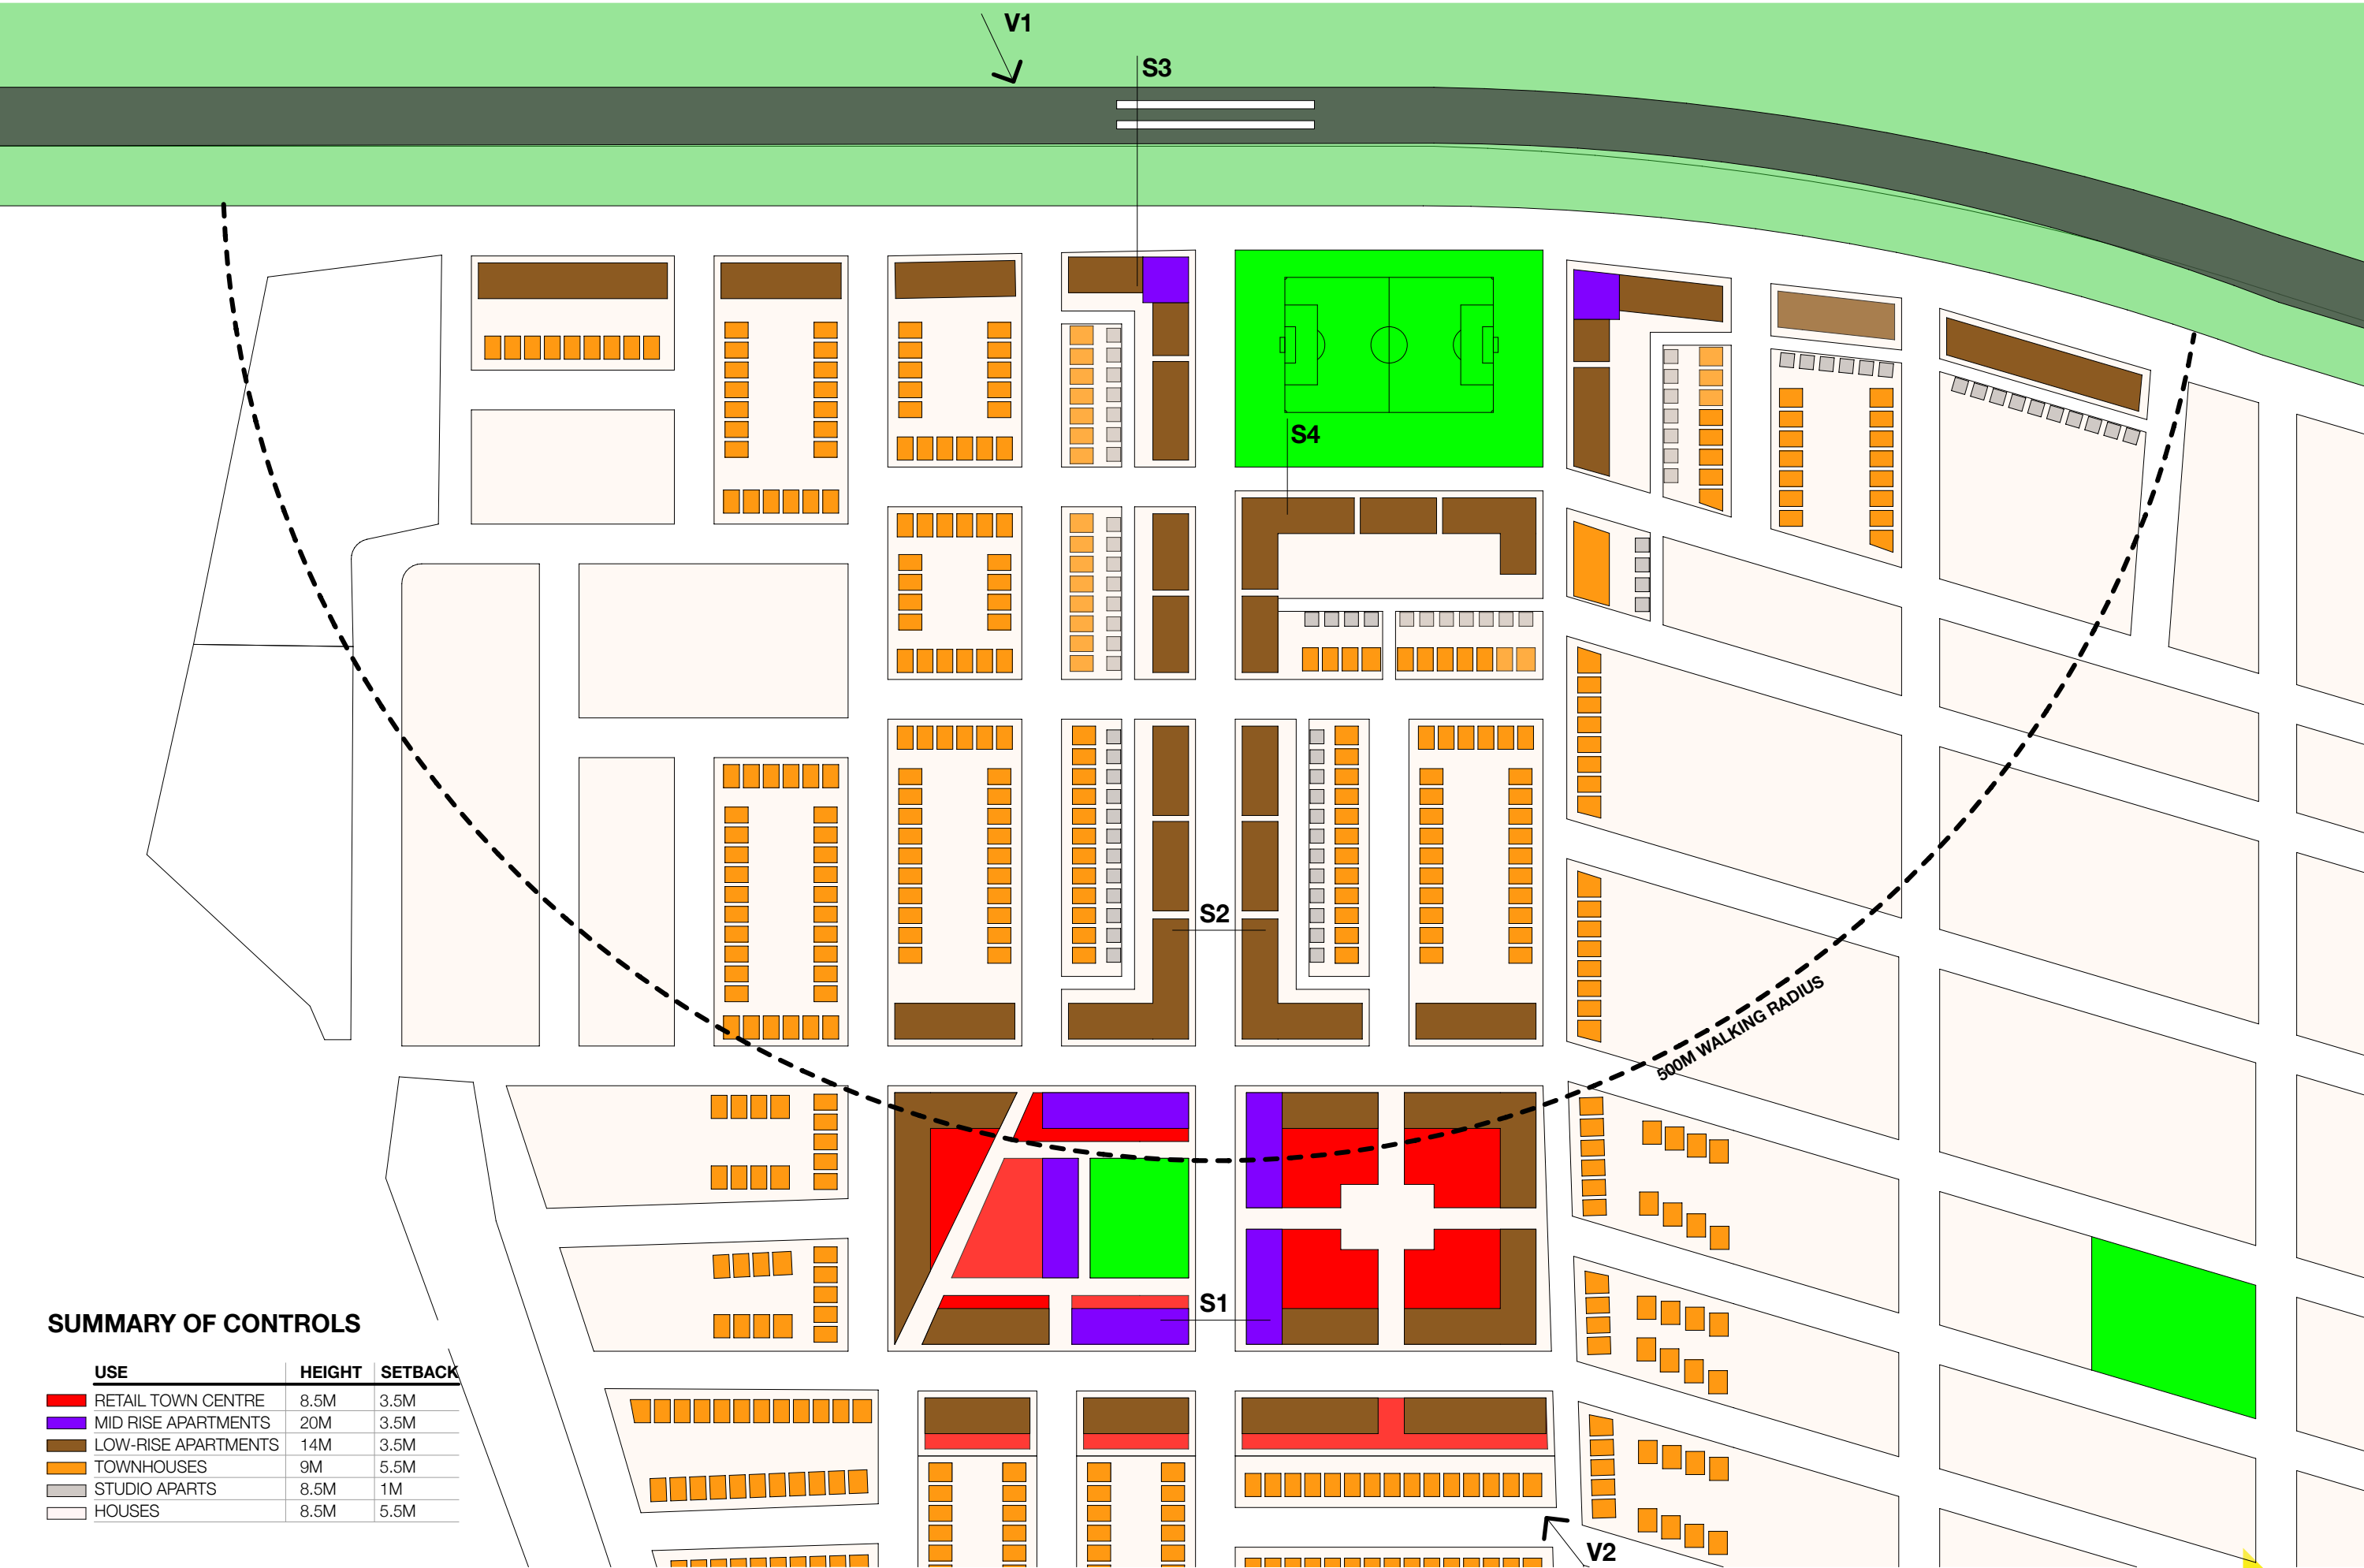 V1
S3
S4
S2
500M WALKING RADIUS
S1
SUMMARY OF CONTROLS
USE HEIGHT SETBACK
RETAIL TOWN CENTRE 8.5M 3.5M
MID RISE APARTMENTS 20M 3.5M
LOW-RISE APARTMENTS 14M 3.5M
TOWNHOUSES 9M 5.5M
STUDIO APARTS 8.5M 1M
HOUSES 8.5M 5.5M
V2